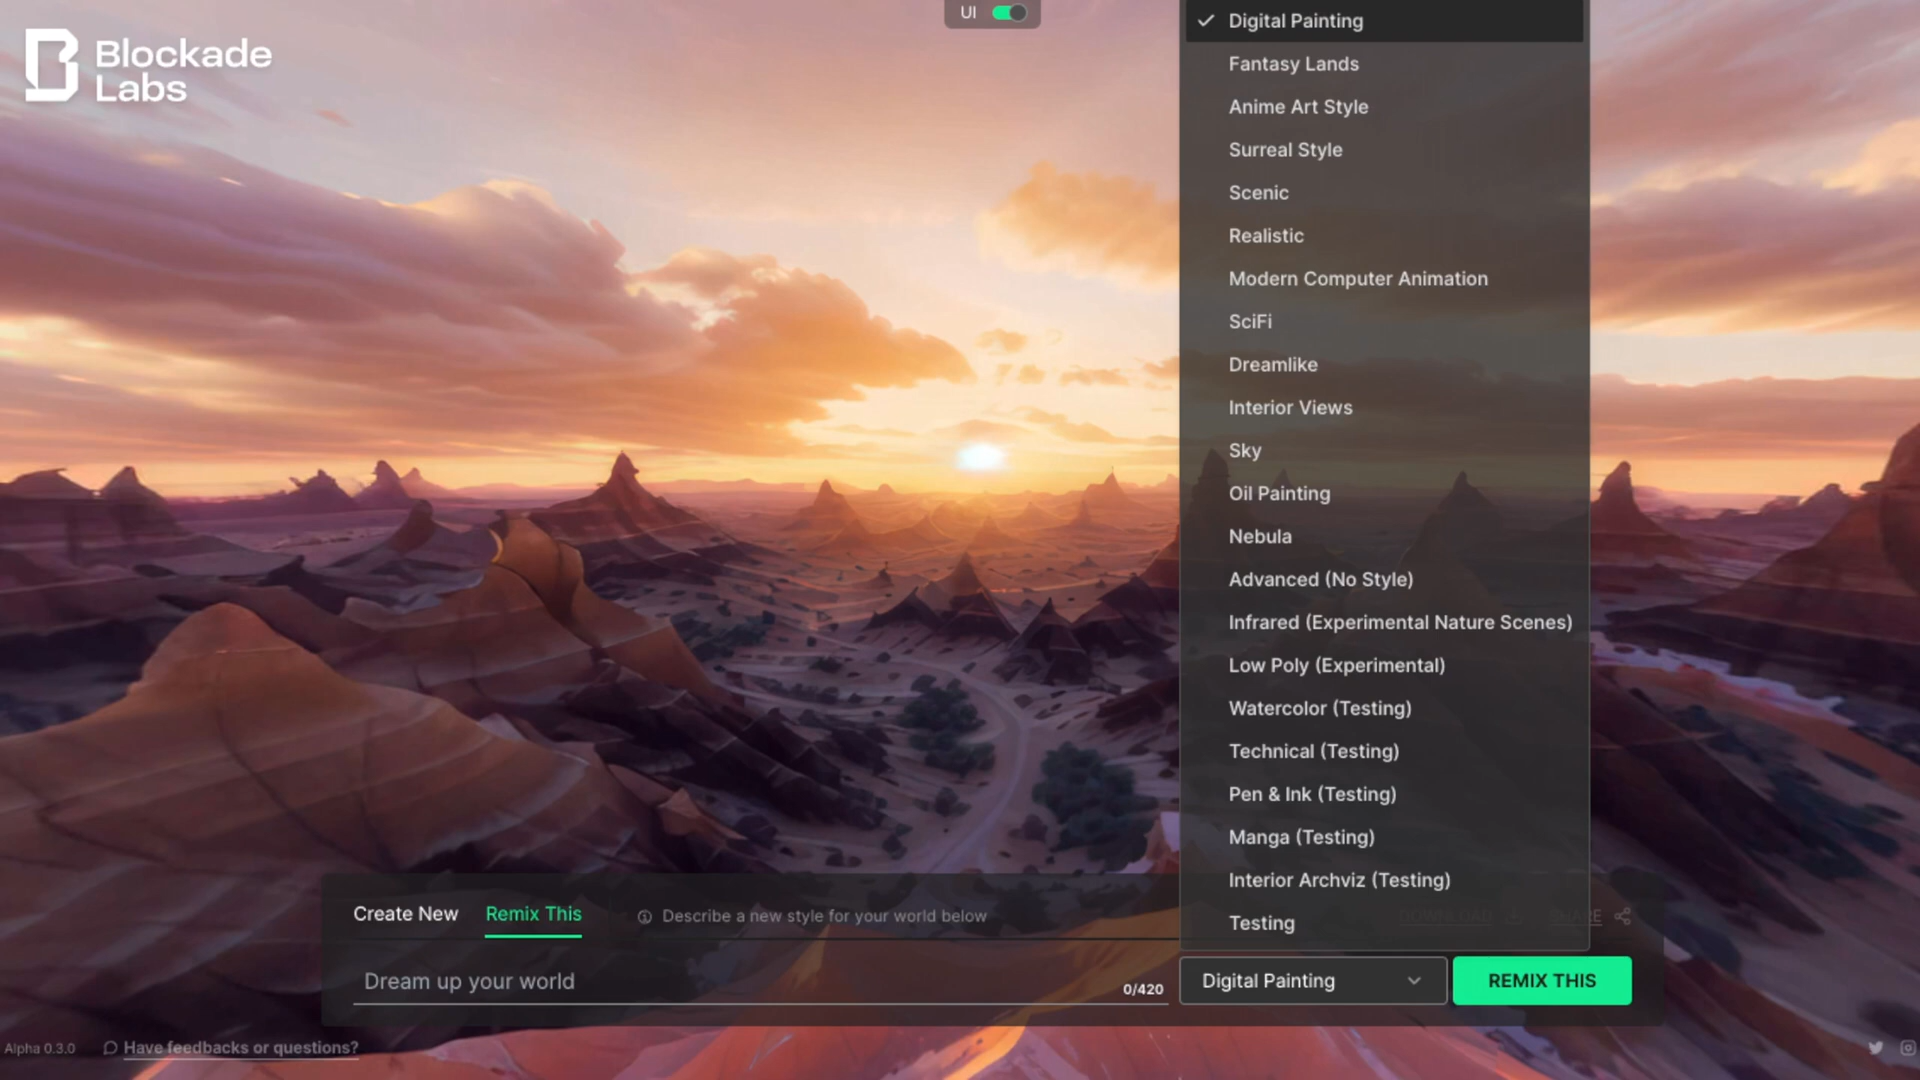 Blockade
Labs
UI
Digital Painting
Fantasy Lands
Anime Art Style
Surreal Style
Scenic
Realistic
Modern Computer Animation
SciFi
Dreamlike
Interior Views
Sky
Oil Painting
Nebula
Advanced (No Style)
Infrared (Experimental Nature Scenes)
Low Poly (Experimental)
Watercolor (Testing)
Technical (Testing)
Pen & Ink (Testing)
Manga (Testing)
Interior Archviz (Testing)
Testing
Create New
Remix This
Describe a new style for your world below
DOWNLOAD
SHARE
Dream up your world
0/420
Digital Painting
REMIX THIS
Alpha 0.3.0
Have feedbacks or questions?